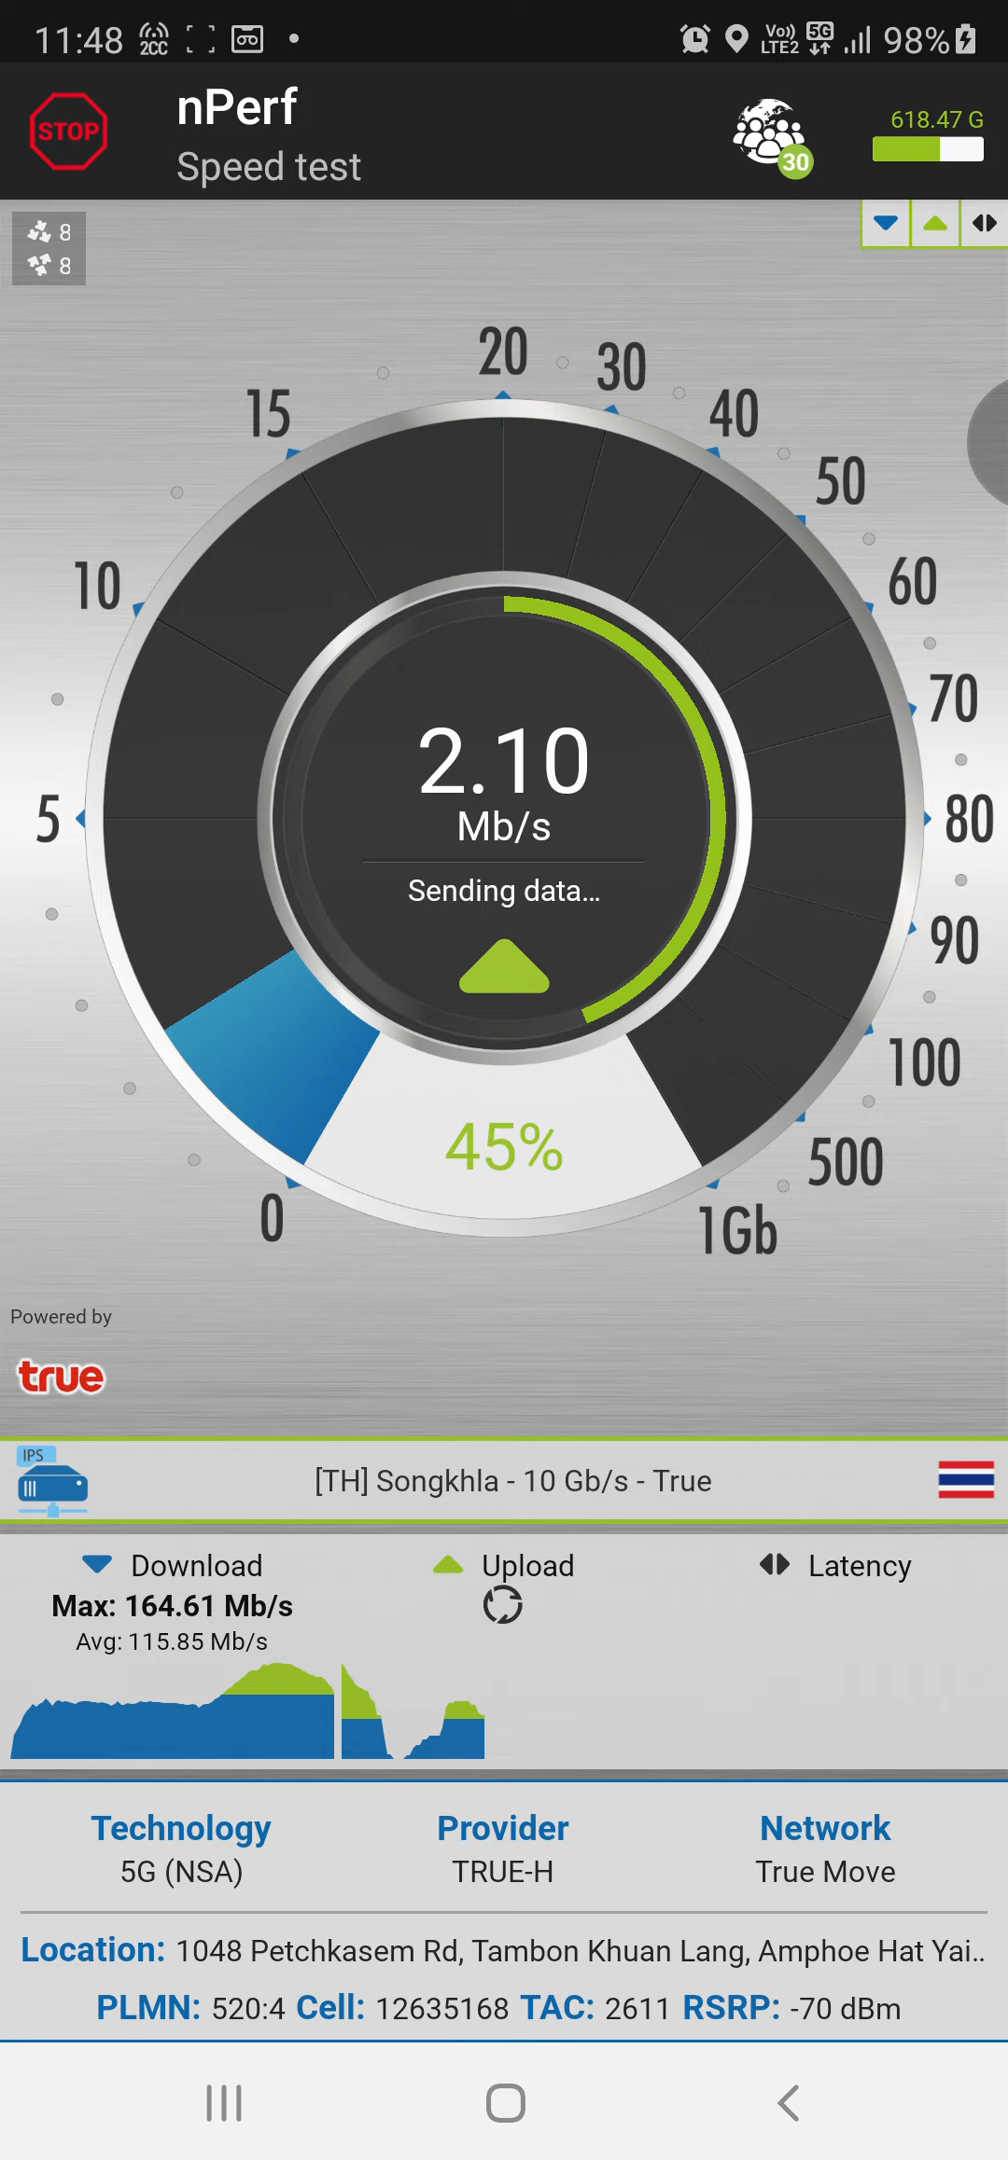 11:48 2CC Vo)) LTE2 5G 98%
STOP
nPerf
Speed test
30
618.47 G
8
8
20
30
15
40
50
10
60
70
5
80
90
100
500
0
1Gb
2.10
Mb/s
Sending data...
45%
Powered by
true
IPS
[TH] Songkhla - 10 Gb/s - True
Download Upload Latency
Max: 164.61 Mb/s
Avg: 115.85 Mb/s
Technology Provider Network
5G (NSA) TRUE-H True Move
Location: 1048 Petchkasem Rd, Tambon Khuan Lang, Amphoe Hat Yai..
PLMN: 520:4 Cell: 12635168 TAC: 2611 RSRP: -70 dBm